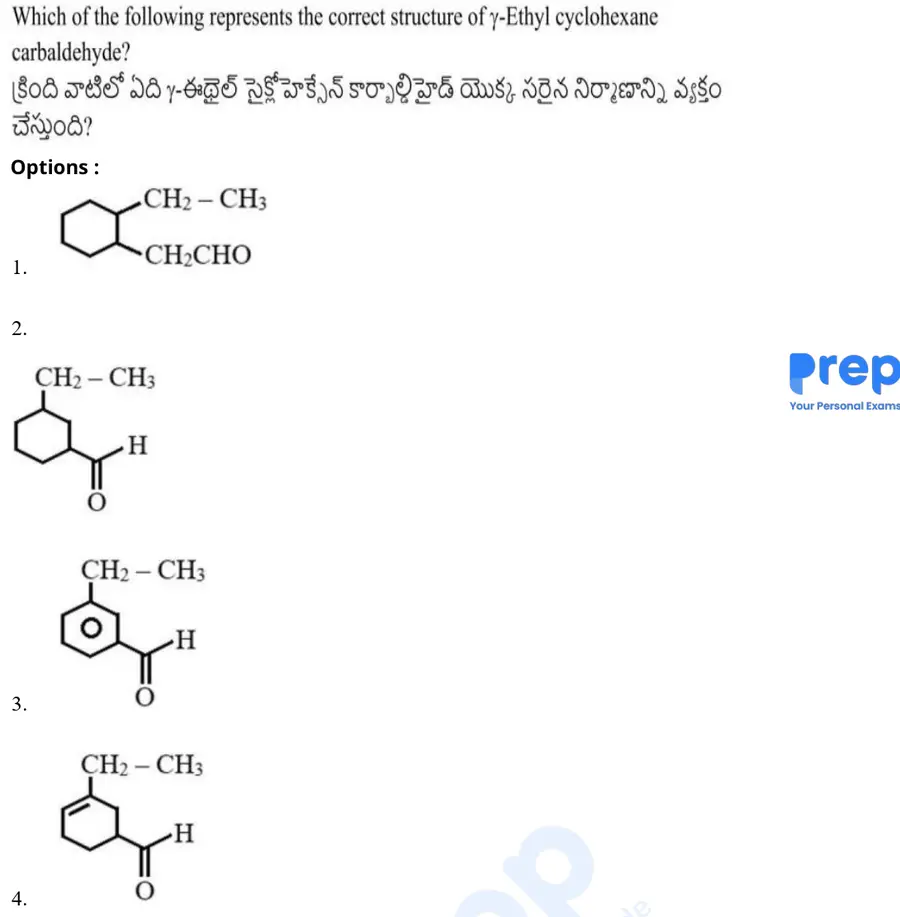 Which of the following represents the correct structure of γ-Ethyl cyclohexane
carbaldehyde?
క్రింది వాటిలో ఏది γ-ఈథైల్ సైక్లోహెక్సేన్ కార్బాల్డిహైడ్ యొక్క సరైన నిర్మాణాన్ని వ్యక్తం
చేస్తుంది?
Options :
CH₂ – CH₃
CH₂CHO
1.
2.
CH₂ – CH₃
H
O
prep
Your Personal Exams
CH₂ – CH₃
H
O
3.
CH₂ – CH₃
H
O
4.